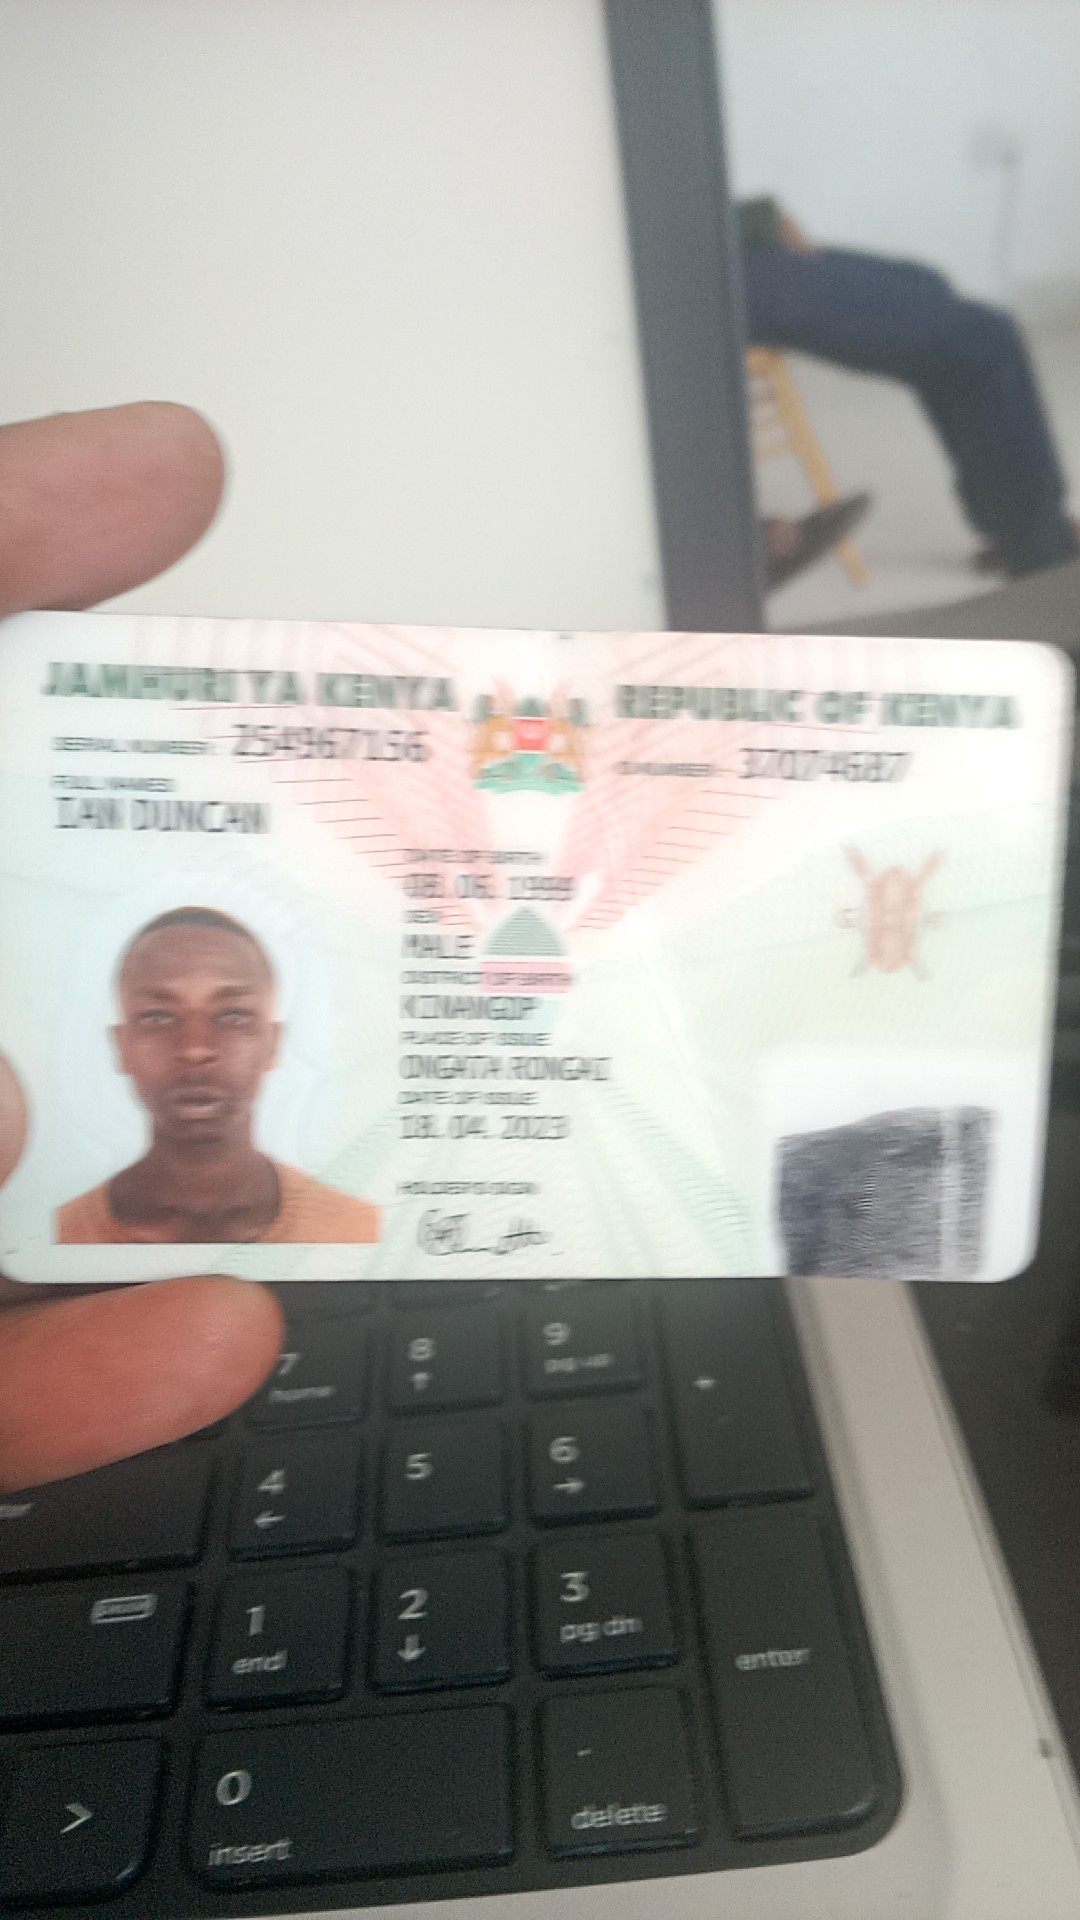 JAMHURI YA KENYA REPUBLIC OF KENYA
SERIAL NUMBER: 254967156 ID NUMBER: 37074687
FULL NAMES
IAN DUNCAN
DATE OF BIRTH
08. 06. 1999
SEX
MALE
DISTRICT OF BIRTH
KINANGOP
PLACE OF ISSUE
ONGATA RONGAI
DATE OF ISSUE
18. 04. 2023
HOLDER'S SIGN
7
home
8
9
pg up
+
4
5
6
1
end
2
3
pg dn
enter
0
insert
.
delete